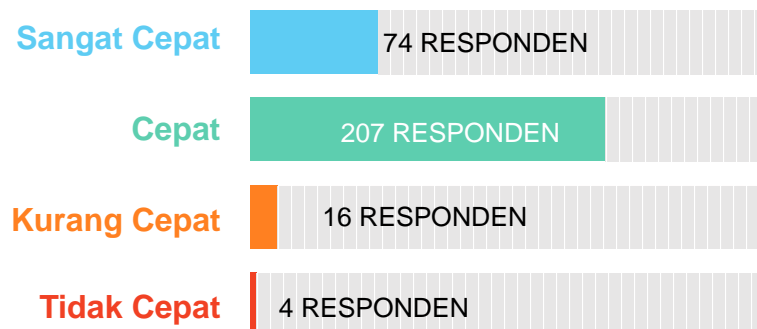 Sangat Cepat 74 RESPONDEN
Cepat 207 RESPONDEN
Kurang Cepat 16 RESPONDEN
Tidak Cepat 4 RESPONDEN